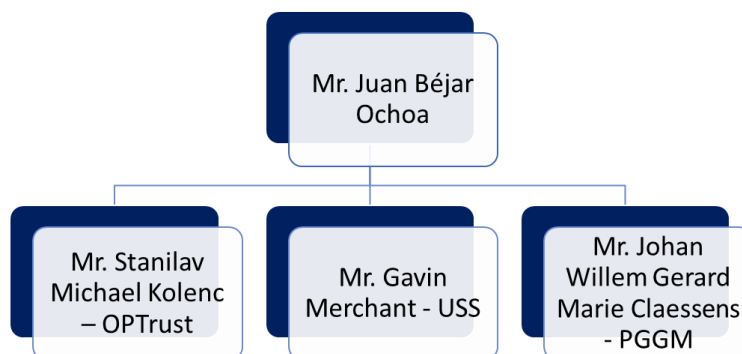 Mr. Juan Béjar
Ochoa
Mr. Stanilav
Michael Kolenc
– OPTrust
Mr. Gavin
Merchant - USS
Mr. Johan
Willem Gerard
Marie Claessens
- PGGM